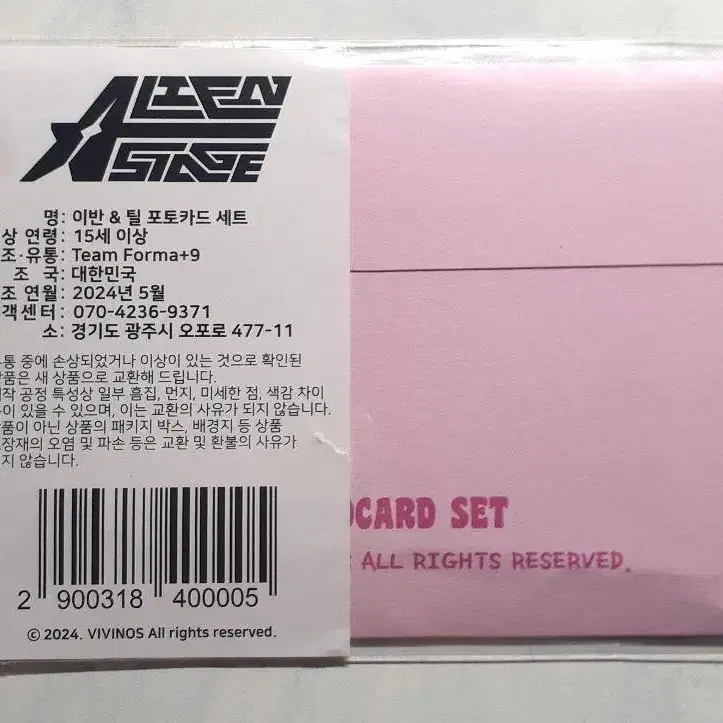 ALIEN
STAGE
명: 이반 & 틸 포토카드 세트
상 연령: 15세 이상
조·유통: Team Forma+9
조 국: 대한민국
조 연월: 2024년 5월
객센터: 070-4236-9371
소: 경기도 광주시 오포로 477-11
통 중에 손상되었거나 이상이 있는 것으로 확인된
품은 새 상품으로 교환해 드립니다.
작 공정 특성상 일부 흠집, 먼지, 미세한 점, 색감 차이
이 있을 수 있으며, 이는 교환의 사유가 되지 않습니다.
품이 아닌 상품의 패키지 박스, 배경지 등 상품
장재의 오염 및 파손 등은 교환 및 환불의 사유가
지 않습니다.
2 900318 400005
© 2024. VIVINOS All rights reserved.
CARD SET
ALL RIGHTS RESERVED.